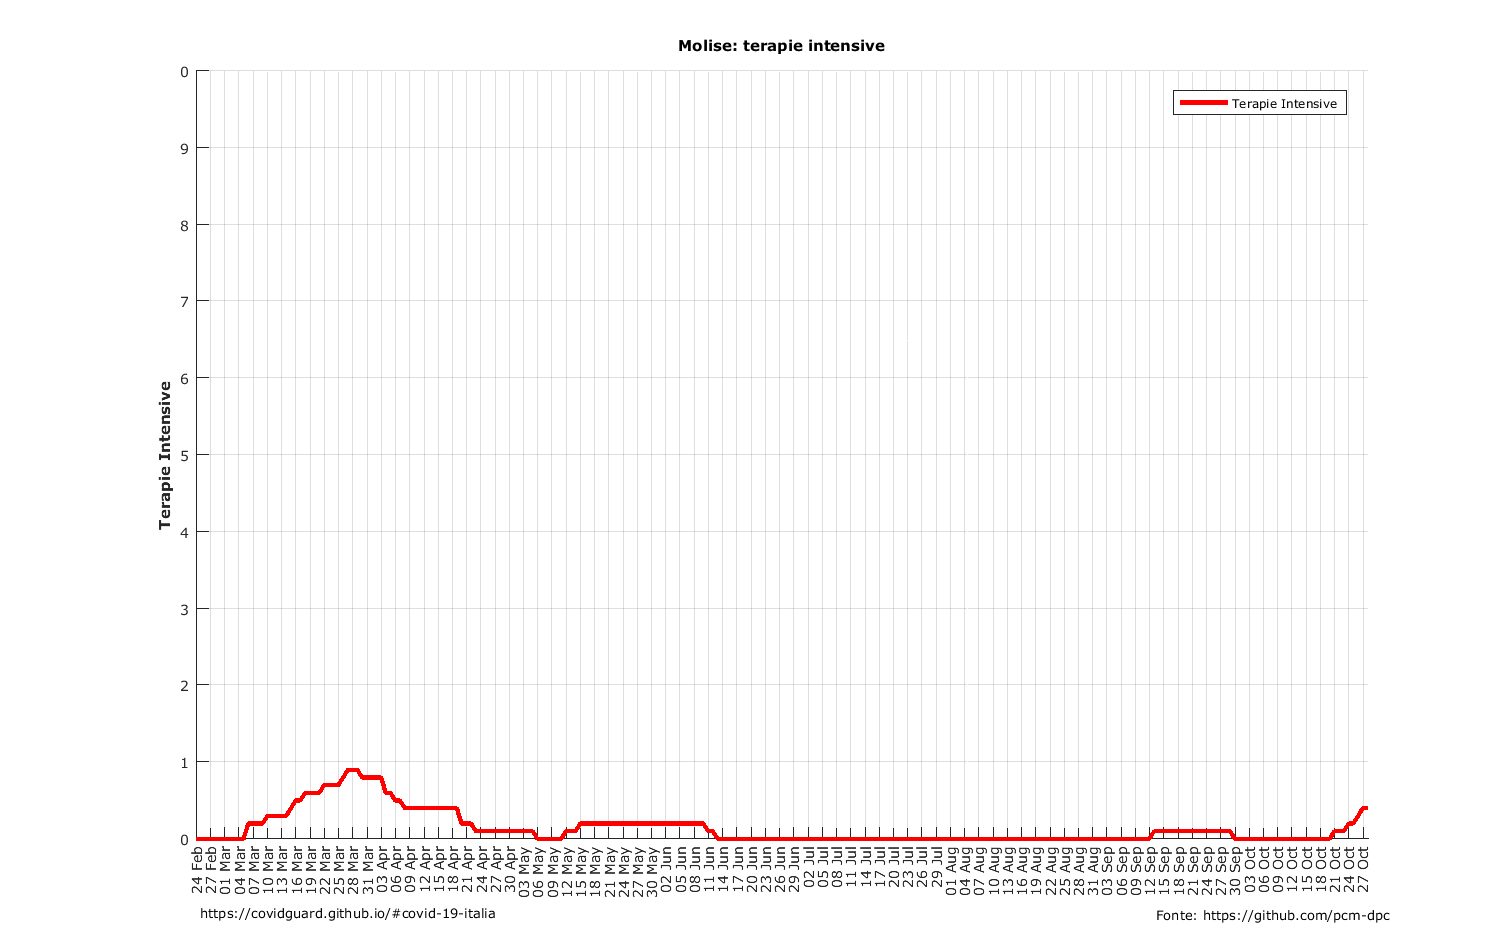 Molise: terapie intensive
Terapie Intensive
Terapie Intensive
0
9
8
7
6
5
4
3
2
1
0
24 Feb
27 Feb
01 Mar
04 Mar
07 Mar
10 Mar
13 Mar
16 Mar
19 Mar
22 Mar
25 Mar
28 Mar
31 Mar
03 Apr
06 Apr
09 Apr
12 Apr
15 Apr
18 Apr
21 Apr
24 Apr
27 Apr
30 Apr
03 May
06 May
09 May
12 May
15 May
18 May
21 May
24 May
27 May
30 May
02 Jun
05 Jun
08 Jun
11 Jun
14 Jun
17 Jun
20 Jun
23 Jun
26 Jun
29 Jun
02 Jul
05 Jul
08 Jul
11 Jul
14 Jul
17 Jul
20 Jul
23 Jul
26 Jul
29 Jul
01 Aug
04 Aug
07 Aug
10 Aug
13 Aug
16 Aug
19 Aug
22 Aug
25 Aug
28 Aug
31 Aug
03 Sep
06 Sep
09 Sep
12 Sep
15 Sep
18 Sep
21 Sep
24 Sep
27 Sep
30 Sep
03 Oct
06 Oct
09 Oct
12 Oct
15 Oct
18 Oct
21 Oct
24 Oct
27 Oct
https://covidguard.github.io/#covid-19-italia
Fonte: https://github.com/pcm-dpc